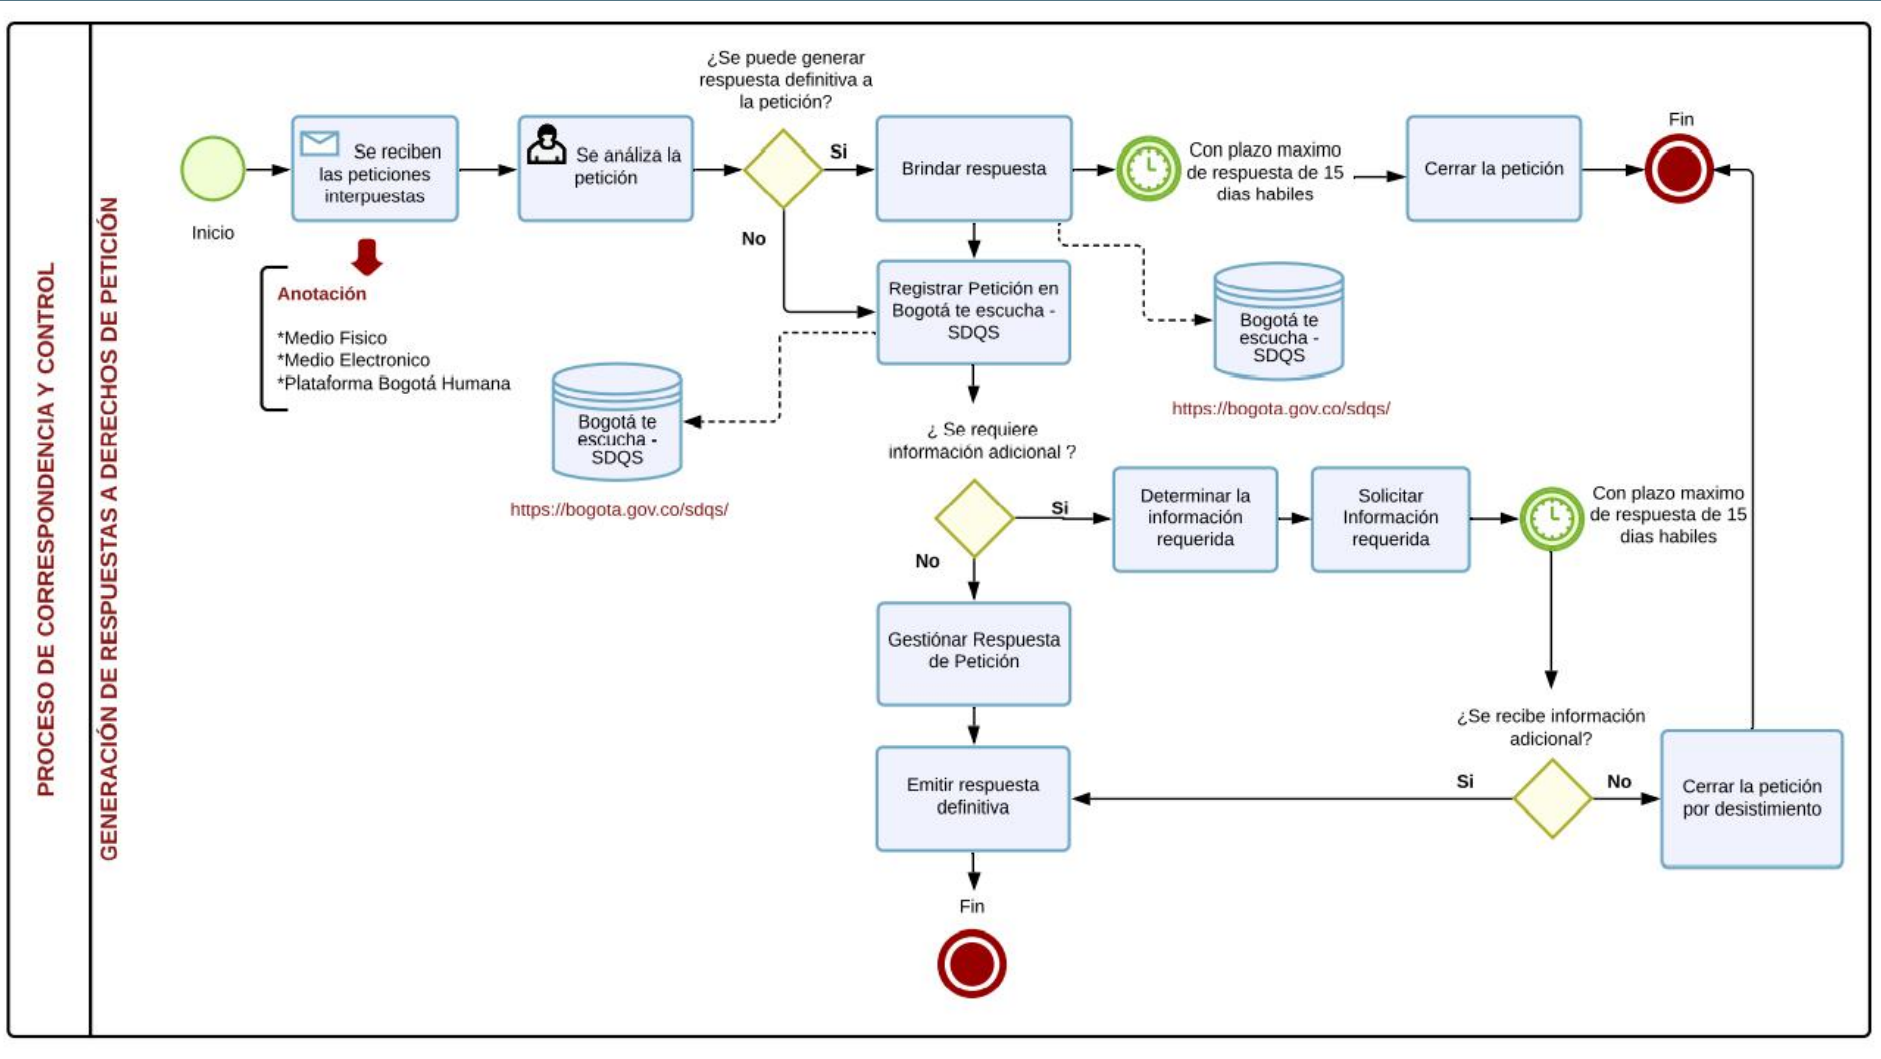 PROCESO DE CORRESPONDENCIA Y CONTROL
GENERACIÓN DE RESPUESTAS A DERECHOS DE PETICIÓN
Inicio
Se reciben
las peticiones
interpuestas
Anotación
*Medio Fisico
*Medio Electronico
*Plataforma Bogotá Humana
Se análiza la
petición
¿Se puede generar
respuesta definitiva a
la petición?
Si
No
Brindar respuesta
Con plazo maximo
de respuesta de 15
dias habiles
Cerrar la petición
Fin
Registrar Petición en
Bogotá te escucha -
SDQS
Bogotá te
escucha -
SDQS
https://bogota.gov.co/sdqs/
Bogotá te
escucha -
SDQS
https://bogota.gov.co/sdqs/
¿ Se requiere
información adicional ?
Si
No
Determinar la
información
requerida
Solicitar
Información
requerida
Con plazo maximo
de respuesta de 15
dias habiles
Gestiónar Respuesta
de Petición
¿Se recibe información
adicional?
Si
No
Cerrar la petición
por desistimiento
Emitir respuesta
definitiva
Fin